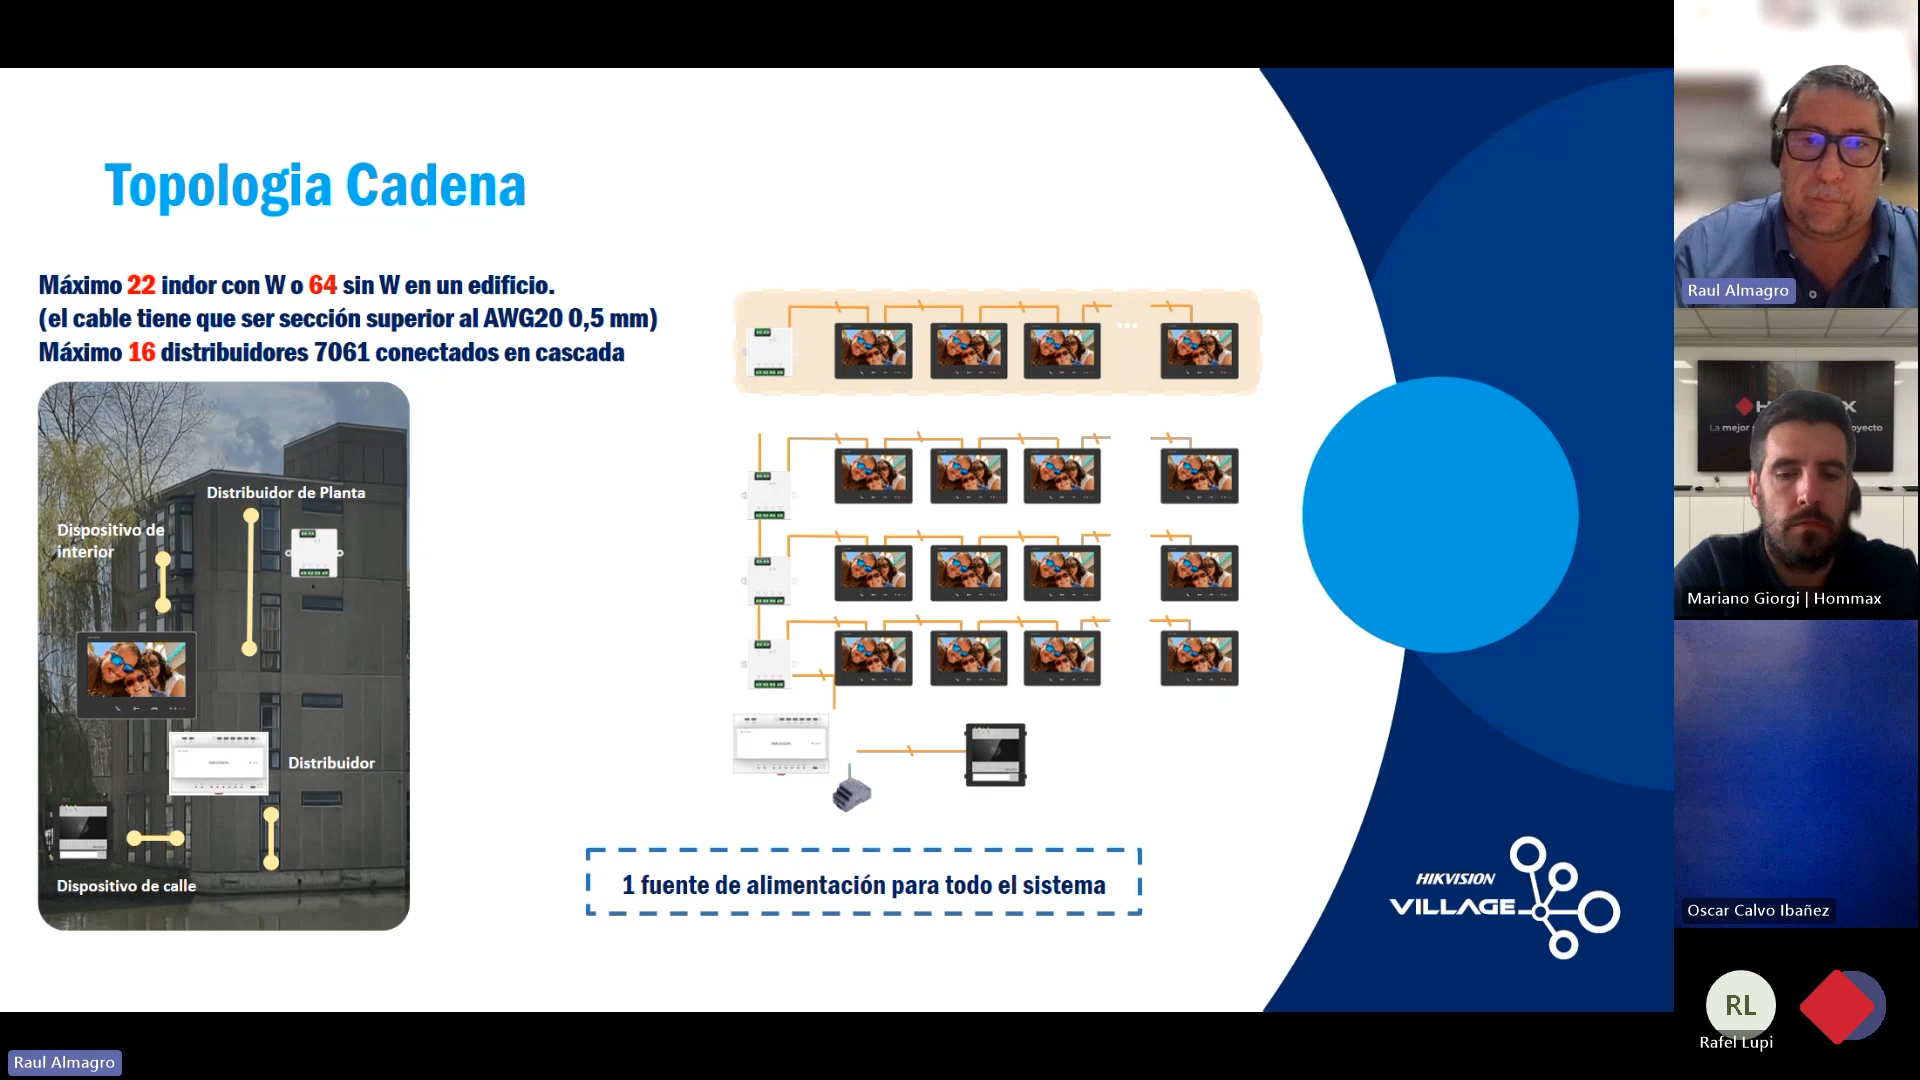 Topologia Cadena
Máximo 22 indor con W o 64 sin W en un edificio.
(el cable tiene que ser sección superior al AWG20 0,5 mm)
Máximo 16 distribuidores 7061 conectados en cascada
Distribuidor de Planta
Dispositivo de
interior
Distribuidor
Dispositivo de calle
1 fuente de alimentación para todo el sistema
HIKVISION
VILLAGE
Raul Almagro
La mejor
oyecto
Mariano Giorgi | Hommax
Oscar Calvo Ibañez
RL
Rafel Lupi
Raul Almagro